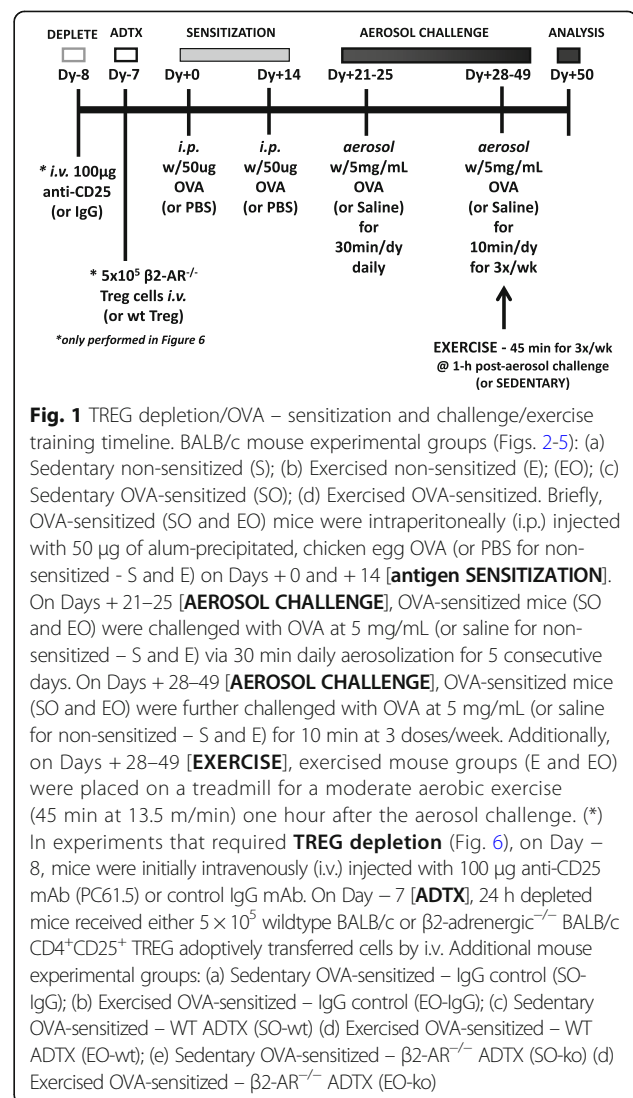 DEPLETE ADTX SENSITIZATION AEROSOL CHALLENGE ANALYSIS
Dy-8 Dy-7 Dy+0 Dy+14 Dy+21-25 Dy+28-49 Dy+50
* i.v. 100µg
anti-CD25
(or IgG)
* 5x10⁵ β2-AR⁻/⁻
Treg cells i.v.
(or wt Treg)
*only performed in Figure 6
i.p.
w/50ug
OVA
(or PBS)
i.p.
w/50ug
OVA
(or PBS)
aerosol
w/5mg/mL
OVA
(or Saline)
for
30min/dy
daily
aerosol
w/5mg/mL
OVA
(or Saline)
for
10min/dy
for 3x/wk
EXERCISE - 45 min for 3x/wk
@ 1-h post-aerosol challenge
(or SEDENTARY)
Fig. 1 TREG depletion/OVA – sensitization and challenge/exercise
training timeline. BALB/c mouse experimental groups (Figs. 2-5): (a)
Sedentary non-sensitized (S); (b) Exercised non-sensitized (E); (EO); (c)
Sedentary OVA-sensitized (SO); (d) Exercised OVA-sensitized. Briefly,
OVA-sensitized (SO and EO) mice were intraperitoneally (i.p.) injected
with 50 µg of alum-precipitated, chicken egg OVA (or PBS for non-
sensitized - S and E) on Days + 0 and + 14 [antigen SENSITIZATION].
On Days + 21–25 [AEROSOL CHALLENGE], OVA-sensitized mice (SO
and EO) were challenged with OVA at 5 mg/mL (or saline for non-
sensitized – S and E) via 30 min daily aerosolization for 5 consecutive
days. On Days + 28–49 [AEROSOL CHALLENGE], OVA-sensitized mice
(SO and EO) were further challenged with OVA at 5 mg/mL (or saline
for non-sensitized – S and E) for 10 min at 3 doses/week. Additionally,
on Days + 28–49 [EXERCISE], exercised mouse groups (E and EO)
were placed on a treadmill for a moderate aerobic exercise
(45 min at 13.5 m/min) one hour after the aerosol challenge. (*)
In experiments that required TREG depletion (Fig. 6), on Day −
8, mice were initially intravenously (i.v.) injected with 100 µg anti-CD25
mAb (PC61.5) or control IgG mAb. On Day − 7 [ADTX], 24 h depleted
mice received either 5 × 10⁵ wildtype BALB/c or β2-adrenergic⁻/⁻ BALB/c
CD4⁺CD25⁺ TREG adoptively transferred cells by i.v. Additional mouse
experimental groups: (a) Sedentary OVA-sensitized – IgG control (SO-
IgG); (b) Exercised OVA-sensitized – IgG control (EO-IgG); (c) Sedentary
OVA-sensitized – WT ADTX (SO-wt) (d) Exercised OVA-sensitized – WT
ADTX (EO-wt); (e) Sedentary OVA-sensitized – β2-AR⁻/⁻ ADTX (SO-ko) (d)
Exercised OVA-sensitized – β2-AR⁻/⁻ ADTX (EO-ko)